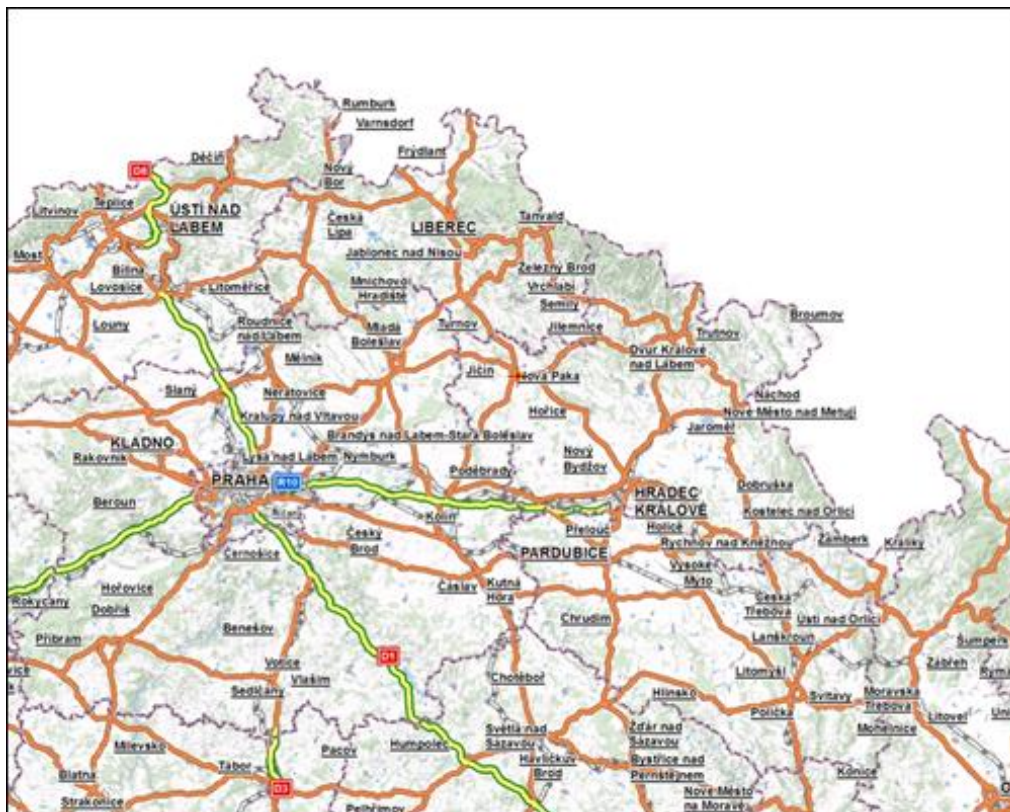 Rumburk
Varnsdorf
Frýdlant
Děčín
D8
Nový
Bor
Teplice
Litvínov
ÚSTÍ NAD
LABEM
Česká
Lípa
LIBEREC
Tanvald
Most
Jablonec nad Nisou
Bílina
Lovosice
Litoměřice
Mnichovo
Hradiště
Železný Brod
Vrchlabí
Semily
Louny
Roudnice
nad Labem
Mladá
Boleslav
Turnov
Jilemnice
Trutnov
Broumov
Mělník
Dvůr Králové
nad Labem
Slaný
Neratovice
Jičín
Nová Paka
Náchod
Kralupy nad Vltavou
Hořice
Nové Město nad Metují
Jaroměř
KLADNO
Brandýs nad Labem-Stará Boleslav
Rakovník
Lysá nad Labem
Nymburk
Poděbrady
Nový
Bydžov
PRAHA
R10
Beroun
Kolín
HRADEC
KRÁLOVÉ
Dobruška
Kostelec nad Orlicí
Říčany
Český
Brod
Přelouč
Holice
Rychnov nad Kněžnou
Žamberk
Králíky
Černošice
PARDUBICE
Hořovice
Rokycany
Dobříš
Čáslav
Kutná
Hora
Vysoké
Mýto
Česká
Třebová
Chrudim
Ústí nad Orlicí
Příbram
Benešov
Lanškroun
Šumperk
D1
Votice
Vlašim
Sedlčany
Chotěboř
Litomyšl
Hlinsko
Svitavy
Zábřeh
Moravská
Třebová
Polička
Litovel
Mohelnice
Milevsko
Pacov
Humpolec
Světlá nad
Sázavou
Žďár nad
Sázavou
Havlíčkův
Brod
Bystřice nad
Pernštejnem
Konice
Blatná
Tábor
D3
Strakonice
Pelhřimov
Nové Město
na Moravě